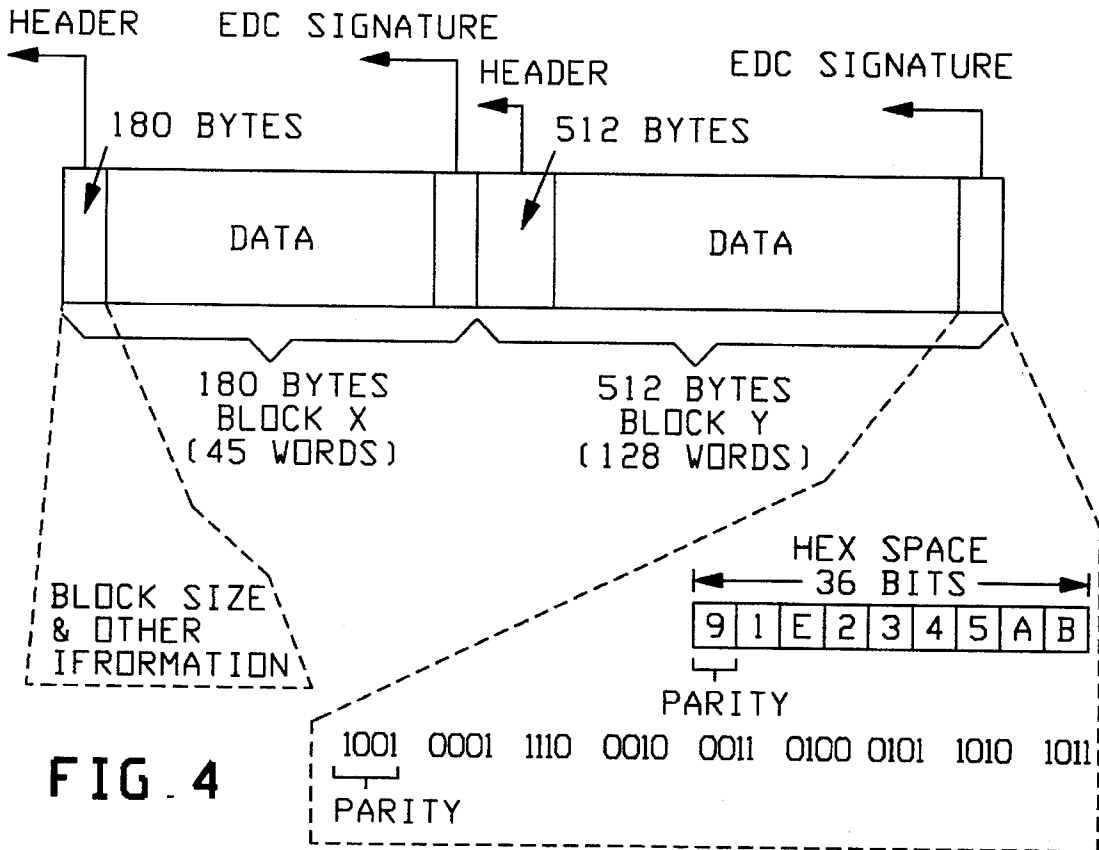 HEADER
EDC SIGNATURE
HEADER
EDC SIGNATURE
180 BYTES
512 BYTES
DATA
DATA
180 BYTES
BLOCK X
(45 WORDS)
512 BYTES
BLOCK Y
(128 WORDS)
HEX SPACE
36 BITS
9 1 E 2 3 4 5 A B
PARITY
BLOCK SIZE
& OTHER
IFRORMATION
1001 0001 1110 0010 0011 0100 0101 1010 1011
PARITY
FIG. 4